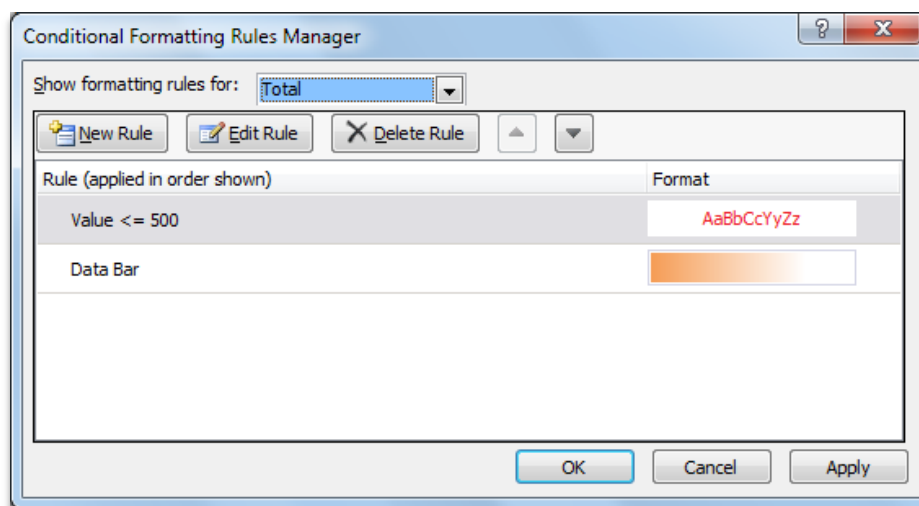 Conditional Formatting Rules Manager
Show formatting rules for: Total
New Rule Edit Rule Delete Rule
Rule (applied in order shown) Format
Value <= 500 AaBbCcYyZz
Data Bar
OK Cancel Apply